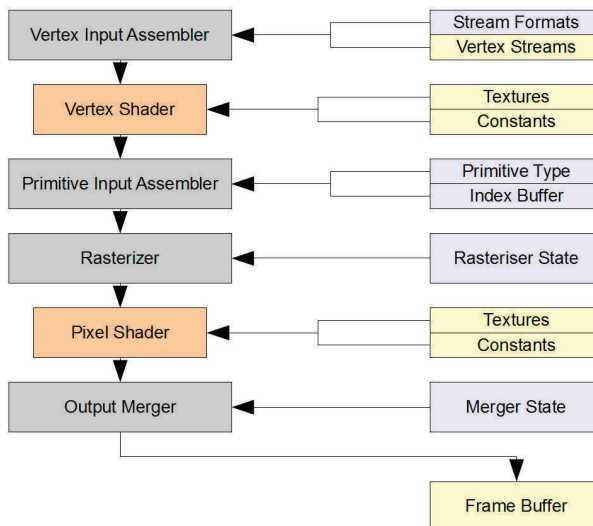 Vertex Input Assembler
Stream Formats
Vertex Streams
Vertex Shader
Textures
Constants
Primitive Input Assembler
Primitive Type
Index Buffer
Rasterizer
Rasteriser State
Pixel Shader
Textures
Constants
Output Merger
Merger State
Frame Buffer